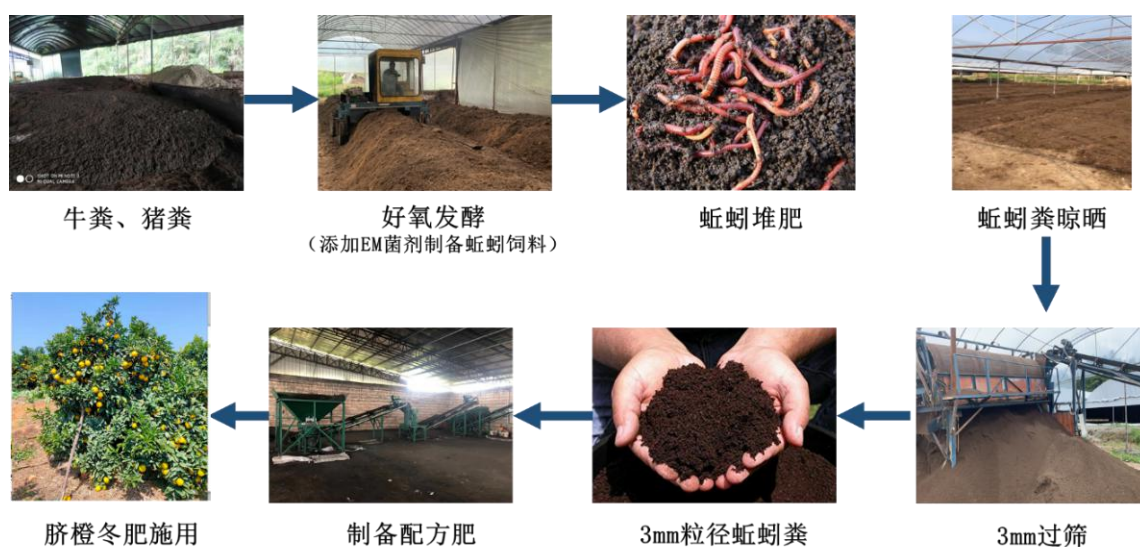 牛粪、猪粪
好氧发酵
（添加EM菌剂制备蚯蚓饲料）
蚯蚓堆肥
蚯蚓粪晾晒
3mm过筛
3mm粒径蚯蚓粪
制备配方肥
脐橙冬肥施用